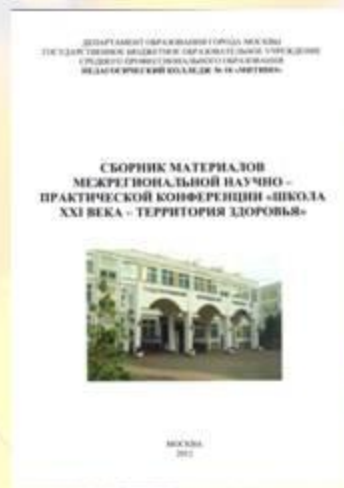 ДЕПАРТАМЕНТ ОБРАЗОВАНИЯ ГОРОДА МОСКВЫ
ГОСУДАРСТВЕННОЕ БЮДЖЕТНОЕ ОБРАЗОВАТЕЛЬНОЕ УЧРЕЖДЕНИЕ
СРЕДНЕГО ПРОФЕССИОНАЛЬНОГО ОБРАЗОВАНИЯ
ПЕДАГОГИЧЕСКИЙ КОЛЛЕДЖ № «МИТИНО»
СБОРНИК МАТЕРИАЛОВ
МЕЖРЕГИОНАЛЬНОЙ НАУЧНО –
ПРАКТИЧЕСКОЙ КОНФЕРЕНЦИИ «ШКОЛА
XXI ВЕКА – ТЕРРИТОРИЯ ЗДОРОВЬЯ»
МОСКВА
2012